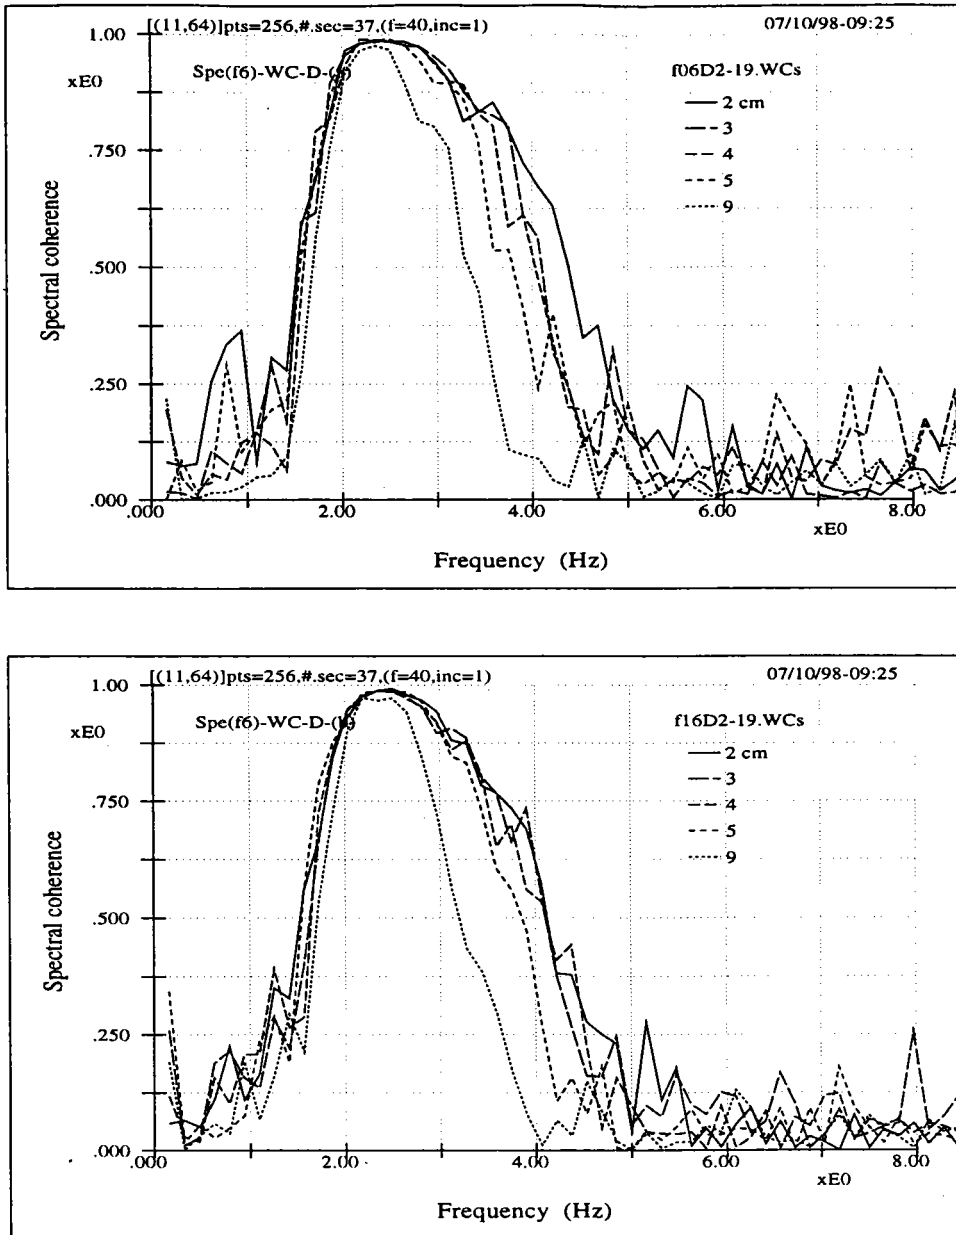 [(11,64)]pts=256,#.sec=37,(f=40,inc=1) 07/10/98-09:25
1.00
xE0
Spe(f6)-WC-D-
f06D2-19.WCs
2 cm
3
4
5
9
.750
.500
.250
.000
Spectral coherence
.000 2.00 4.00 6.00 8.00
xE0
Frequency (Hz)
[(11,64)]pts=256,#.sec=37,(f=40,inc=1) 07/10/98-09:25
1.00
xE0
Spe(f6)-WC-D-
f16D2-19.WCs
2 cm
3
4
5
9
.750
.500
.250
.000
Spectral coherence
.000 2.00 4.00 6.00 8.00
xE0
Frequency (Hz)